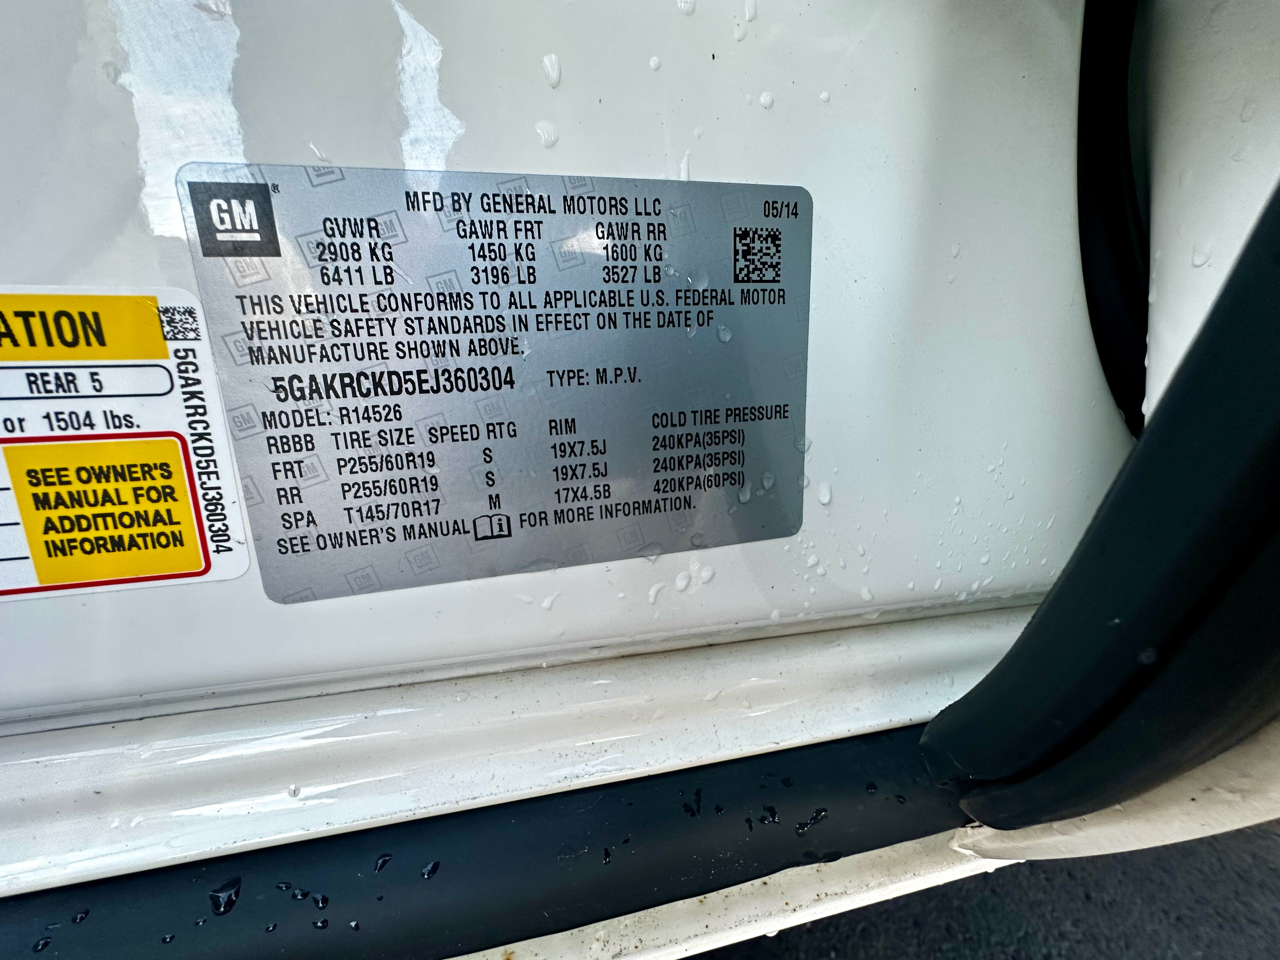 GM
MFD BY GENERAL MOTORS LLC
05/14
GVWR GAWR FRT GAWR RR
2908 KG 1450 KG 1600 KG
6411 LB 3196 LB 3527 LB
THIS VEHICLE CONFORMS TO ALL APPLICABLE U.S. FEDERAL MOTOR
VEHICLE SAFETY STANDARDS IN EFFECT ON THE DATE OF
MANUFACTURE SHOWN ABOVE.
5GAKRCKD5EJ360304 TYPE: M.P.V.
MODEL: R14526
RBBB TIRE SIZE SPEED RTG RIM COLD TIRE PRESSURE
FRT P255/60R19 S 19X7.5J 240KPA(35PSI)
RR P255/60R19 S 19X7.5J 240KPA(35PSI)
SPA T145/70R17 M 17X4.5B 420KPA(60PSI)
SEE OWNER'S MANUAL FOR MORE INFORMATION.
ATION
REAR 5
or 1504 lbs.
SEE OWNER'S
MANUAL FOR
ADDITIONAL
INFORMATION
5GAKRCKD5EJ360304